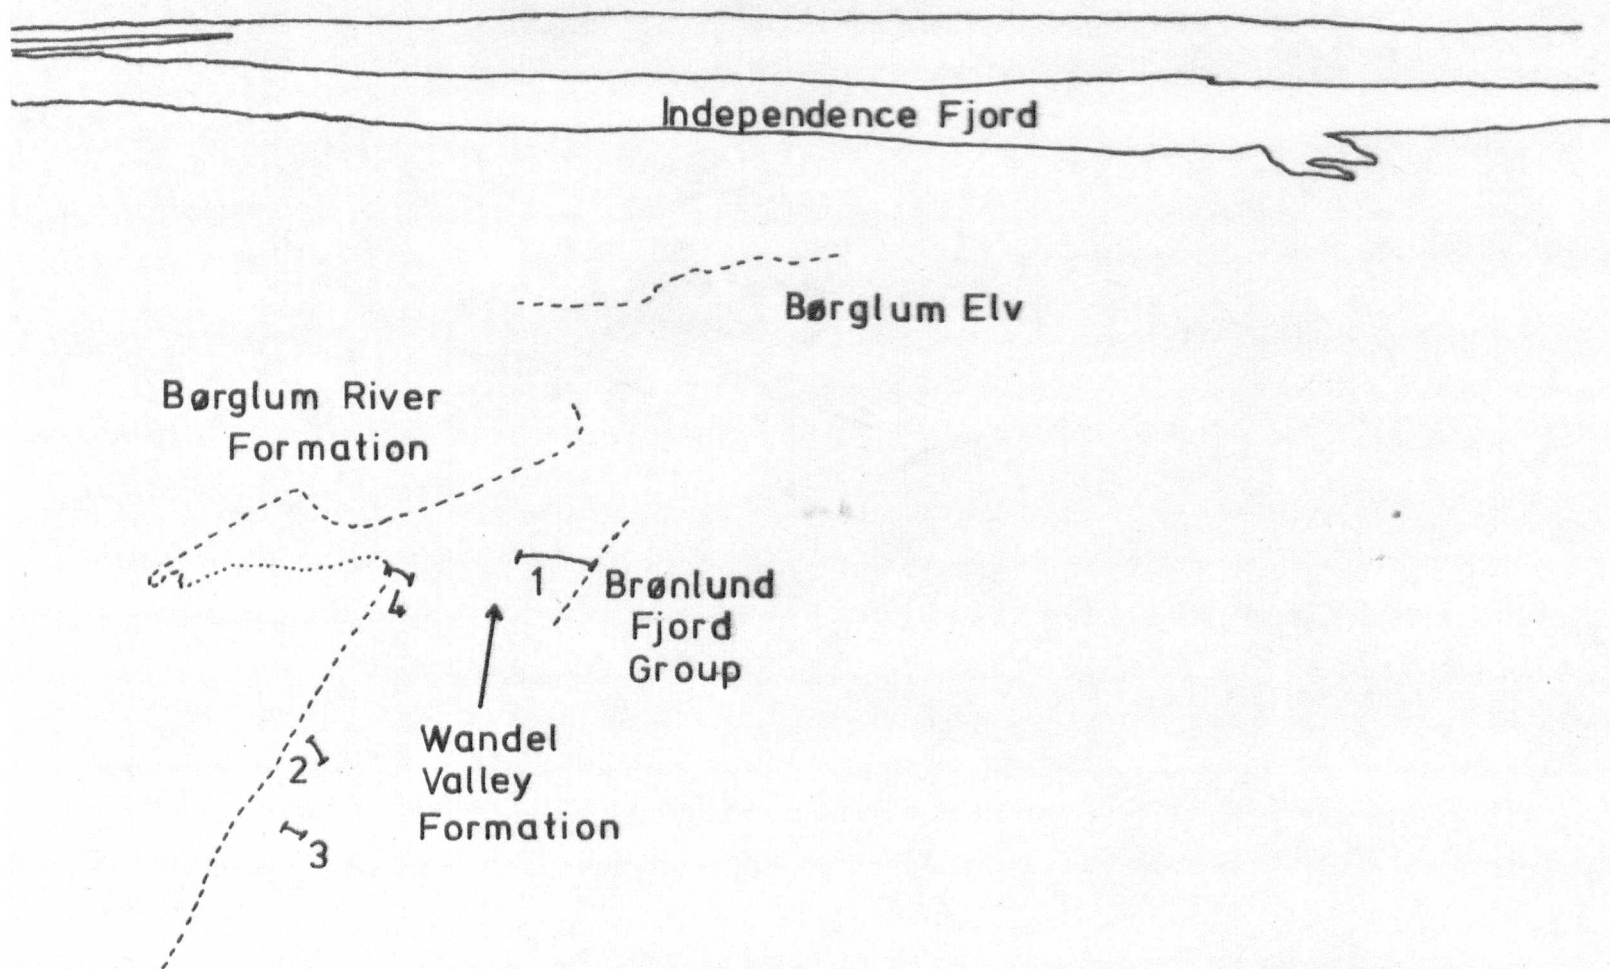 Independence Fjord
Børglum Elv
Børglum River
Formation
1
Brønlund
Fjord
Group
4
Wandel
Valley
Formation
2
3